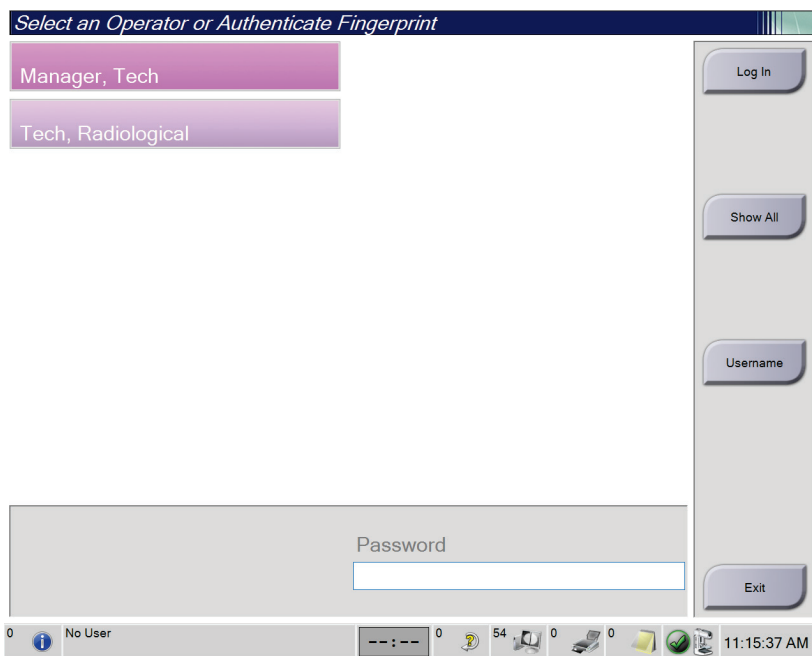 Select an Operator or Authenticate Fingerprint
Manager, Tech
Log In
Tech, Radiological
Show All
Username
Password
Exit
0 No User --:-- 0 54 0 0 11:15:37 AM